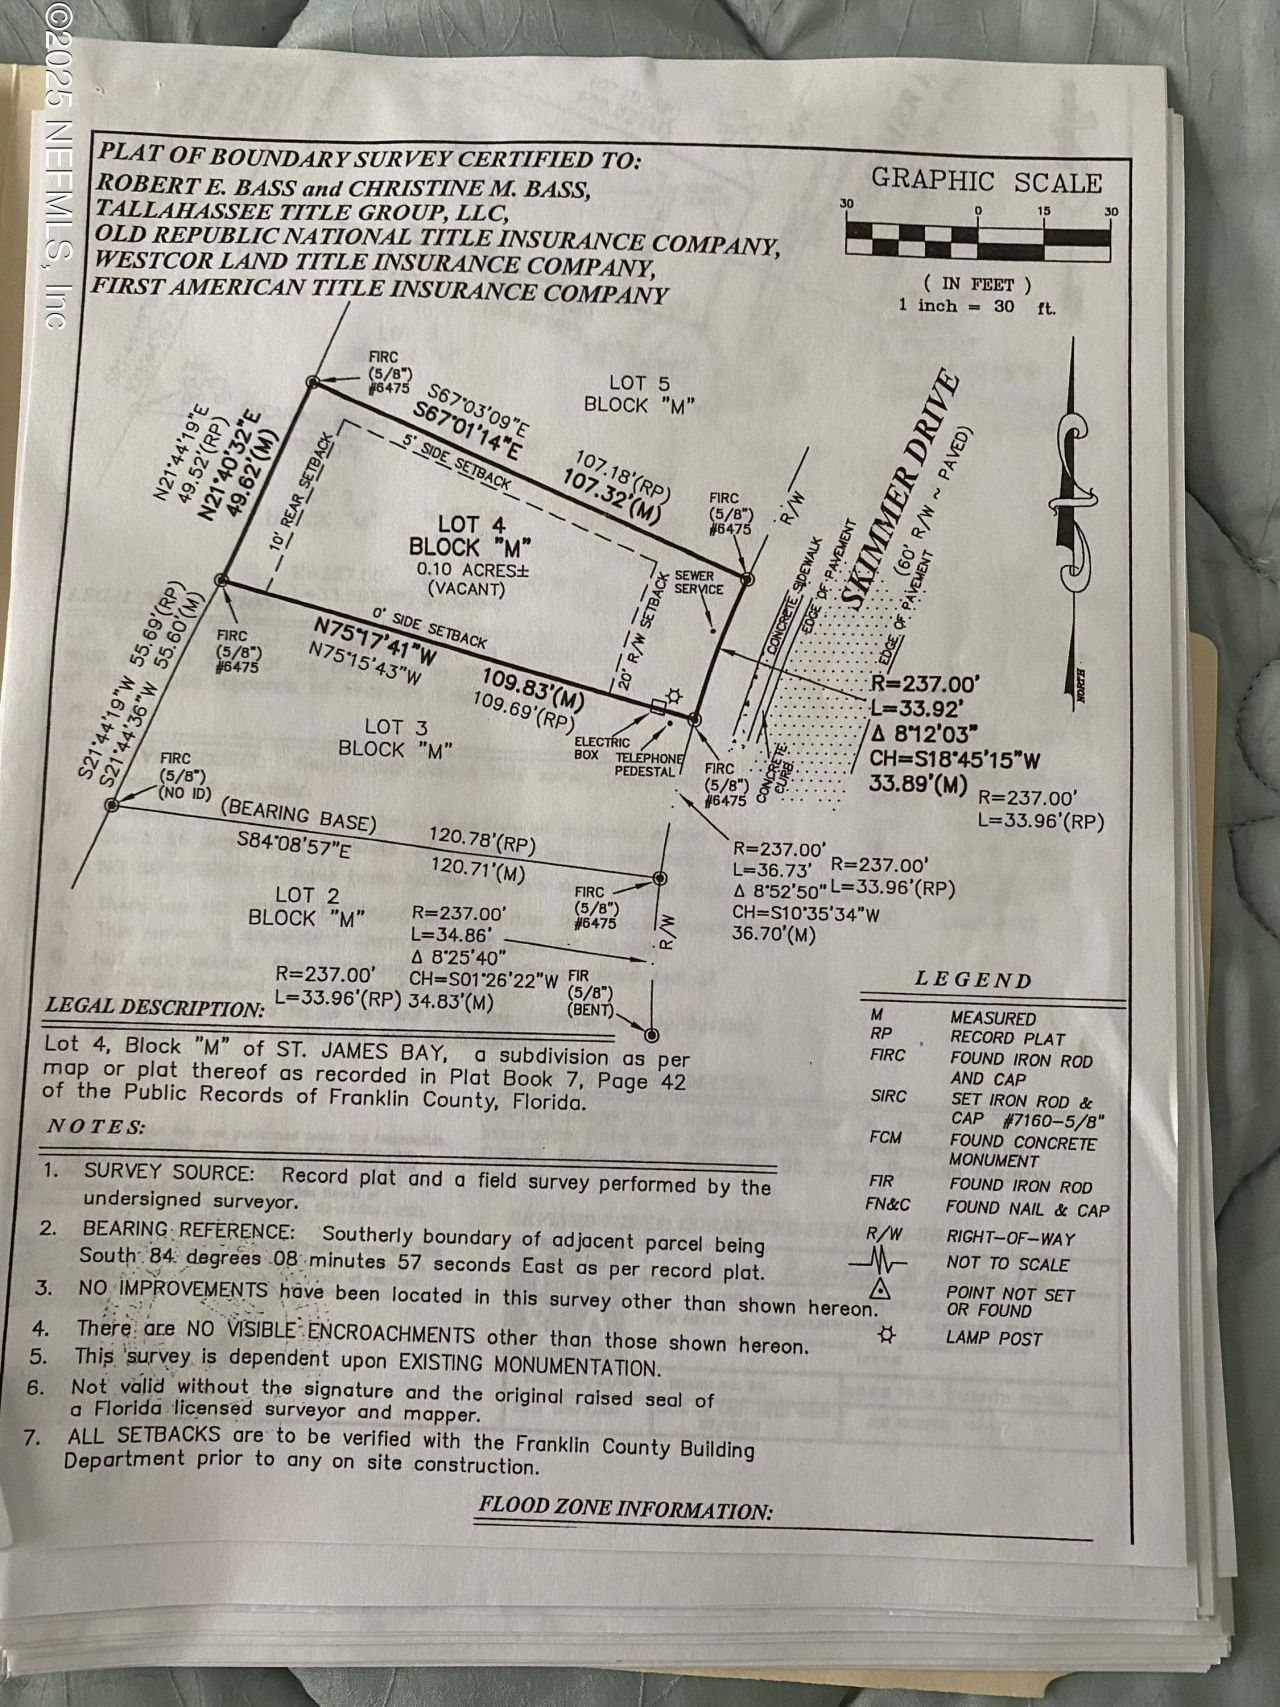 ©2025 NEFMLS, Inc
PLAT OF BOUNDARY SURVEY CERTIFIED TO:
ROBERT E. BASS and CHRISTINE M. BASS,
TALLAHASSEE TITLE GROUP, LLC,
OLD REPUBLIC NATIONAL TITLE INSURANCE COMPANY,
WESTCOR LAND TITLE INSURANCE COMPANY,
FIRST AMERICAN TITLE INSURANCE COMPANY
GRAPHIC SCALE
30 0 15 30
( IN FEET )
1 inch = 30 ft.
FIRC
(5/8")
#6475
LOT 5
BLOCK "M"
S67°03'09"E
S67°01'14"E
107.18'(RP)
107.32'(M)
N21°44'19"E
49.52'(RP)
N21°40'32"E
49.62'(M)
10' REAR SETBACK
5' SIDE SETBACK
LOT 4
BLOCK "M"
0.10 ACRES±
(VACANT)
FIRC
(5/8")
#6475
R/W
SKIMMER DRIVE
(60' R/W ~ PAVED)
CONCRETE SIDEWALK
EDGE OF PAVEMENT
EDGE OF PAVEMENT
SEWER
SERVICE
20' R/W SETBACK
0' SIDE SETBACK
N75°17'41"W
N75°15'43"W
109.83'(M)
109.69'(RP)
FIRC
(5/8")
#6475
S21°44'19"W 55.69'(RP)
S21°44'36"W 55.60'(M)
LOT 3
BLOCK "M"
ELECTRIC
BOX
TELEPHONE
PEDESTAL
FIRC
(5/8")
#6475
CONCRETE
CURB
NORTH
R=237.00'
L=33.92'
Δ 8°12'03"
CH=S18°45'15"W
33.89'(M)
R=237.00'
L=33.96'(RP)
FIRC
(5/8")
(NO ID)
(BEARING BASE)
S84°08'57"E
120.78'(RP)
120.71'(M)
R=237.00'
L=36.73'
Δ 8°52'50"
CH=S10°35'34"W
36.70'(M)
R=237.00'
L=33.96'(RP)
LOT 2
BLOCK "M"
FIRC
(5/8")
#6475
R/W
R=237.00'
L=34.86'
Δ 8°25'40"
CH=S01°26'22"W
34.83'(M)
R=237.00'
L=33.96'(RP)
FIR
(5/8")
(BENT)
LEGAL DESCRIPTION:
Lot 4, Block "M" of ST. JAMES BAY, a subdivision as per
map or plat thereof as recorded in Plat Book 7, Page 42
of the Public Records of Franklin County, Florida.
NOTES:
1. SURVEY SOURCE: Record plat and a field survey performed by the
undersigned surveyor.
2. BEARING REFERENCE: Southerly boundary of adjacent parcel being
South 84 degrees 08 minutes 57 seconds East as per record plat.
3. NO IMPROVEMENTS have been located in this survey other than shown hereon.
4. There are NO VISIBLE ENCROACHMENTS other than those shown hereon.
5. This survey is dependent upon EXISTING MONUMENTATION.
6. Not valid without the signature and the original raised seal of
a Florida licensed surveyor and mapper.
7. ALL SETBACKS are to be verified with the Franklin County Building
Department prior to any on site construction.
LEGEND
M MEASURED
RP RECORD PLAT
FIRC FOUND IRON ROD
AND CAP
SIRC SET IRON ROD &
CAP #7160-5/8"
FCM FOUND CONCRETE
MONUMENT
FIR FOUND IRON ROD
FN&C FOUND NAIL & CAP
R/W RIGHT-OF-WAY
NOT TO SCALE
POINT NOT SET
OR FOUND
LAMP POST
FLOOD ZONE INFORMATION: